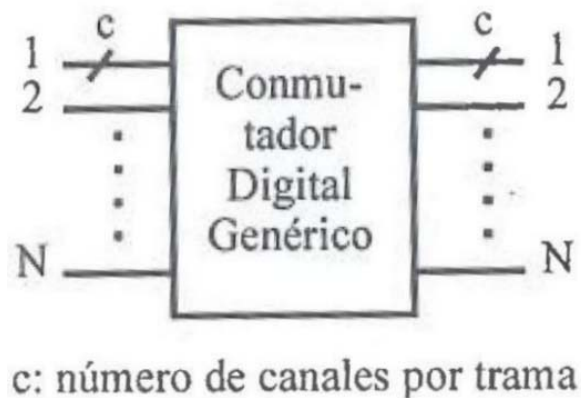 c c
1 1
2 2
Conmu-
tador
Digital
Genérico
N N
c: número de canales por trama